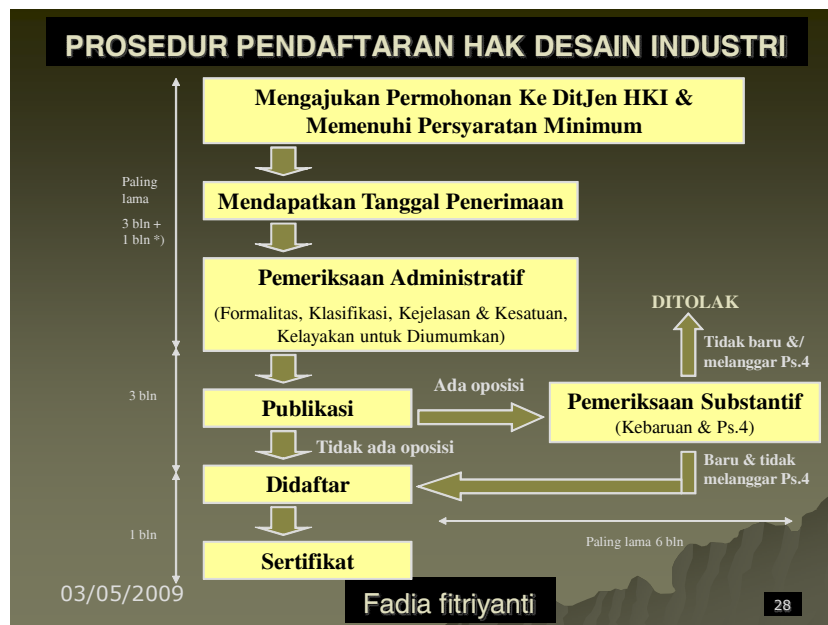 PROSEDUR PENDAFTARAN HAK DESAIN INDUSTRI
Mengajukan Permohonan Ke DitJen HKI &
Memenuhi Persyaratan Minimum
Paling
lama
3 bln +
1 bln *)
Mendapatkan Tanggal Penerimaan
Pemeriksaan Administratif
(Formalitas, Klasifikasi, Kejelasan & Kesatuan,
Kelayakan untuk Diumumkan)
DITOLAK
Tidak baru &/
melanggar Ps.4
3 bln
Publikasi
Ada oposisi
Pemeriksaan Substantif
(Kebaruan & Ps.4)
Tidak ada oposisi
Baru & tidak
melanggar Ps.4
Didaftar
1 bln
Paling lama 6 bln
Sertifikat
03/05/2009
Fadia fitriyanti
28